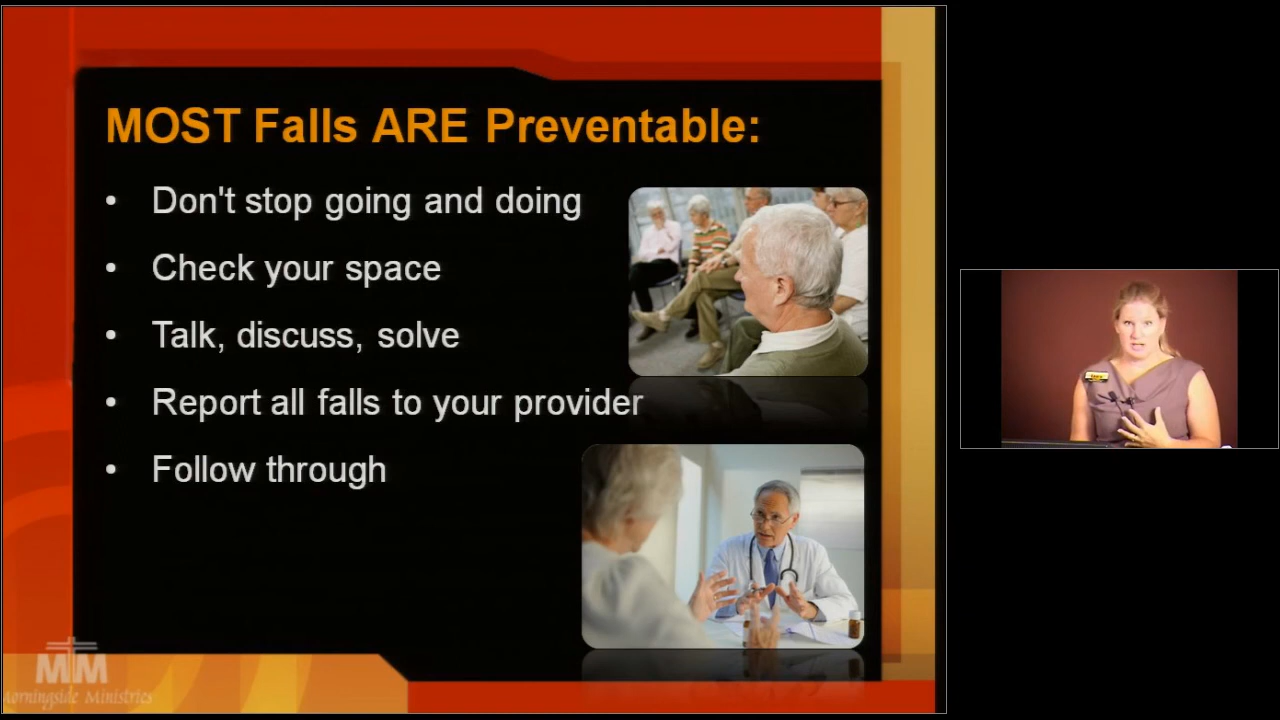 MOST Falls ARE Preventable:
• Don't stop going and doing
• Check your space
• Talk, discuss, solve
• Report all falls to your provider
• Follow through
MM
Morningside Ministries